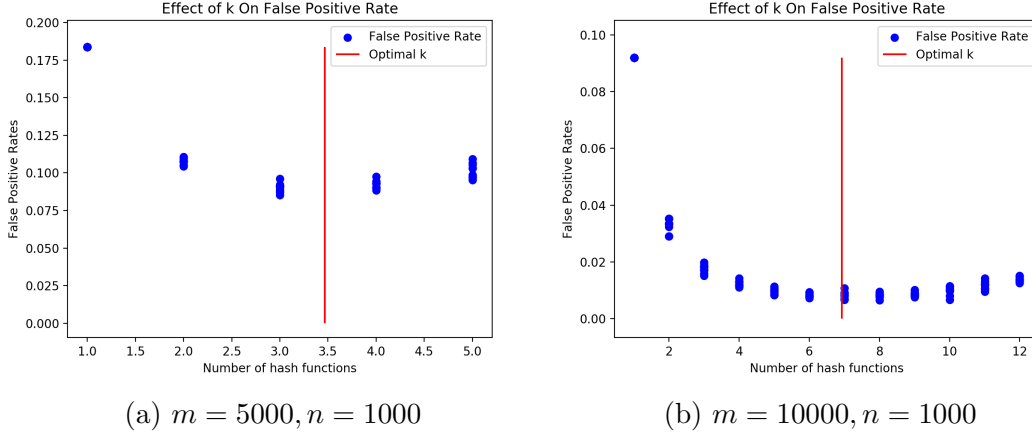 Effect of k On False Positive Rate
0.200
0.175
0.150
0.125
0.100
0.075
0.050
0.025
0.000
False Positive Rates
False Positive Rate
Optimal k
1.0 1.5 2.0 2.5 3.0 3.5 4.0 4.5 5.0
Number of hash functions
(a) m = 5000, n = 1000
Effect of k On False Positive Rate
0.10
0.08
0.06
0.04
0.02
0.00
False Positive Rates
False Positive Rate
Optimal k
2 4 6 8 10 12
Number of hash functions
(b) m = 10000, n = 1000